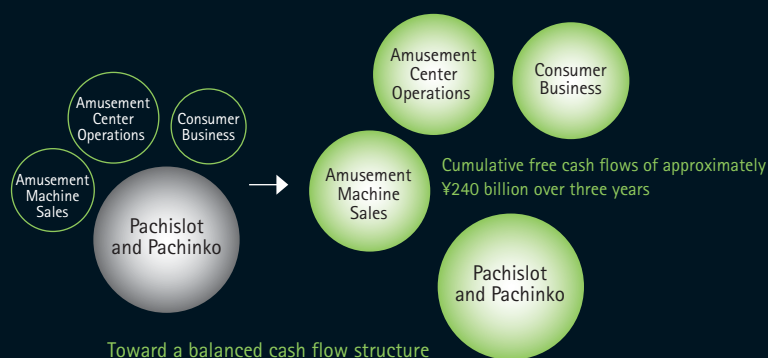 Amusement
Center
Operations
Consumer
Business
Amusement
Machine
Sales
Pachislot
and Pachinko
Amusement
Center
Operations
Consumer
Business
Amusement
Machine
Sales
Cumulative free cash flows of approximately
¥240 billion over three years
Pachislot
and Pachinko
Toward a balanced cash flow structure